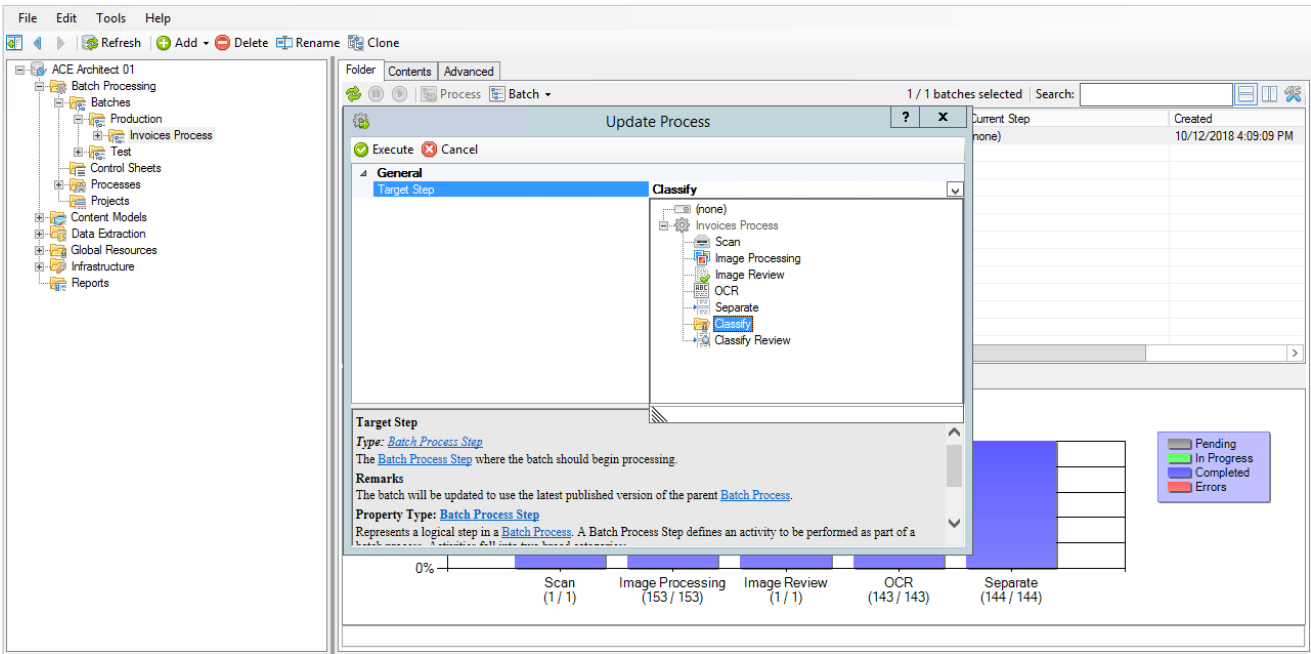 File Edit Tools Help
Refresh Add Delete Rename Clone
ACE Architect 01
Batch Processing
Batches
Production
Invoices Process
Test
Control Sheets
Processes
Projects
Content Models
Data Extraction
Global Resources
Infrastructure
Reports
Folder Contents Advanced
Process Batch 1 / 1 batches selected Search:
Current Step Created
(none) 10/12/2018 4:09:09 PM
Update Process ? x
Execute Cancel
General
Target Step Classify
(none)
Invoices Process
Scan
Image Processing
Image Review
OCR
Separate
Classify
Classify Review
Target Step
Type: Batch Process Step
The Batch Process Step where the batch should begin processing.
Remarks
The batch will be updated to use the latest published version of the parent Batch Process.
Property Type: Batch Process Step
Represents a logical step in a Batch Process. A Batch Process Step defines an activity to be performed as part of a
Pending
In Progress
Completed
Errors
0%
Scan Image Processing Image Review OCR Separate
(1 / 1) (153 / 153) (1 / 1) (143 / 143) (144 / 144)